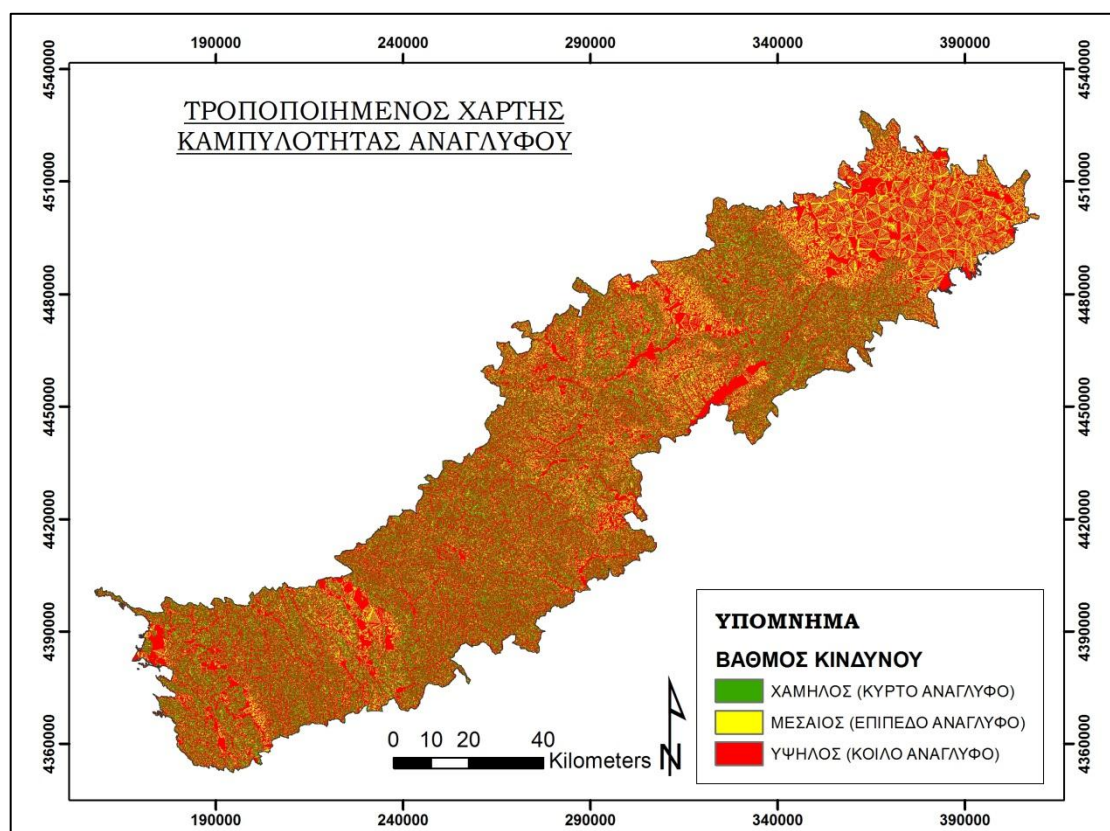 190000 240000 290000 340000 390000
ΤΡΟΠΟΠΟΙΗΜΕΝΟΣ ΧΑΡΤΗΣ
ΚΑΜΠΥΛΟΤΗΤΑΣ ΑΝΑΓΛΥΦΟΥ
4540000 4540000
4510000 4510000
4480000 4480000
4450000 4450000
4420000 4420000
4390000 4390000
4360000 4360000
ΥΠΟΜΝΗΜΑ
ΒΑΘΜΟΣ ΚΙΝΔΥΝΟΥ
ΧΑΜΗΛΟΣ (ΚΥΡΤΟ ΑΝΑΓΛΥΦΟ)
ΜΕΣΑΙΟΣ (ΕΠΙΠΕΔΟ ΑΝΑΓΛΥΦΟ)
ΥΨΗΛΟΣ (ΚΟΙΛΟ ΑΝΑΓΛΥΦΟ)
0 10 20 40
Kilometers
N
190000 240000 290000 340000 390000